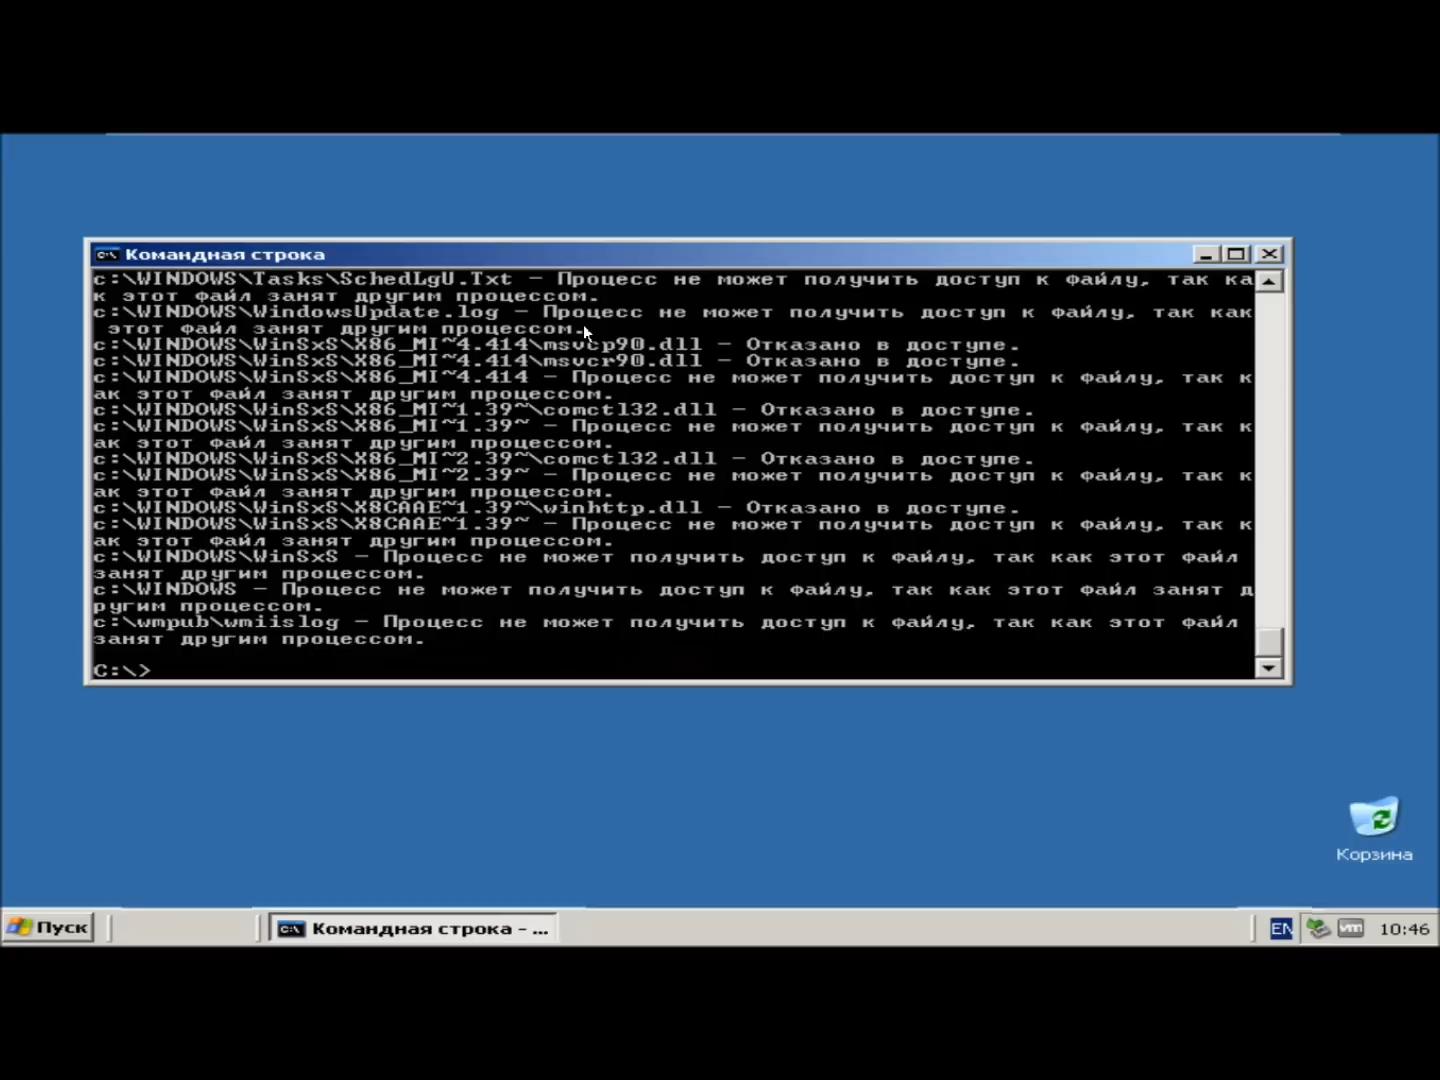 Командная строка
c:\WINDOWS\Tasks\SchedLgU.Txt - Процесс не может получить доступ к файлу, так ка
к этот файл занят другим процессом.
c:\WINDOWS\WindowsUpdate.log - Процесс не может получить доступ к файлу, так как
этот файл занят другим процессом.
c:\WINDOWS\WinSxS\X86_MI~4.414\msvcp90.dll - Отказано в доступе.
c:\WINDOWS\WinSxS\X86_MI~4.414\msvcr90.dll - Отказано в доступе.
c:\WINDOWS\WinSxS\X86_MI~4.414 - Процесс не может получить доступ к файлу, так к
ак этот файл занят другим процессом.
c:\WINDOWS\WinSxS\X86_MI~1.39~\comctl32.dll - Отказано в доступе.
c:\WINDOWS\WinSxS\X86_MI~1.39~ - Процесс не может получить доступ к файлу, так к
ак этот файл занят другим процессом.
c:\WINDOWS\WinSxS\X86_MI~2.39~\comctl32.dll - Отказано в доступе.
c:\WINDOWS\WinSxS\X86_MI~2.39~ - Процесс не может получить доступ к файлу, так к
ак этот файл занят другим процессом.
c:\WINDOWS\WinSxS\X8CAAE~1.39~\winhttp.dll - Отказано в доступе.
c:\WINDOWS\WinSxS\X8CAAE~1.39~ - Процесс не может получить доступ к файлу, так к
ак этот файл занят другим процессом.
c:\WINDOWS\WinSxS - Процесс не может получить доступ к файлу, так как этот файл
занят другим процессом.
c:\WINDOWS - Процесс не может получить доступ к файлу, так как этот файл занят д
ругим процессом.
c:\wmpub\wmiislog - Процесс не может получить доступ к файлу, так как этот файл
занят другим процессом.
C:\>
Корзина
Пуск
Командная строка - ...
EN
vm
10:46